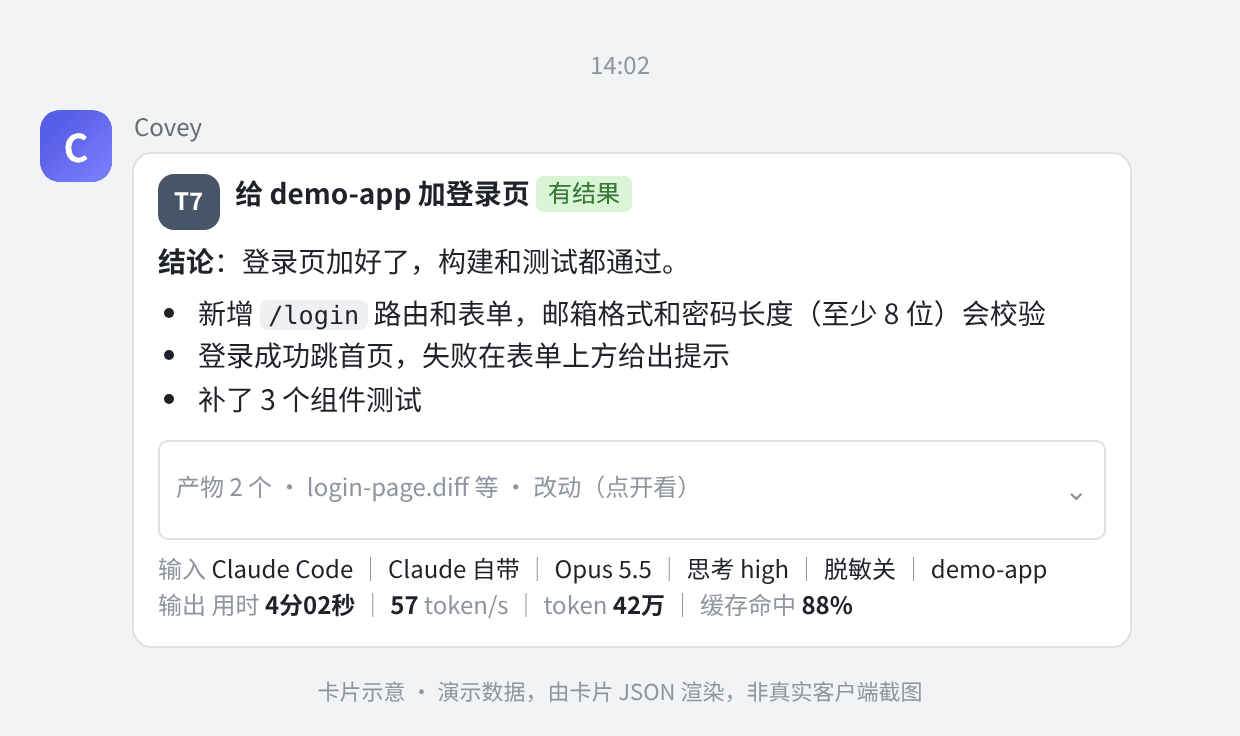 14:02
C
Covey
T7 给 demo-app 加登录页 有结果
结论：登录页加好了，构建和测试都通过。
• 新增 /login 路由和表单，邮箱格式和密码长度（至少 8 位）会校验
• 登录成功跳首页，失败在表单上方给出提示
• 补了 3 个组件测试
产物 2 个 · login-page.diff 等 · 改动（点开看）
输入 Claude Code | Claude 自带 | Opus 5.5 | 思考 high | 脱敏关 | demo-app
输出 用时 4分02秒 | 57 token/s | token 42万 | 缓存命中 88%
卡片示意 · 演示数据，由卡片 JSON 渲染，非真实客户端截图